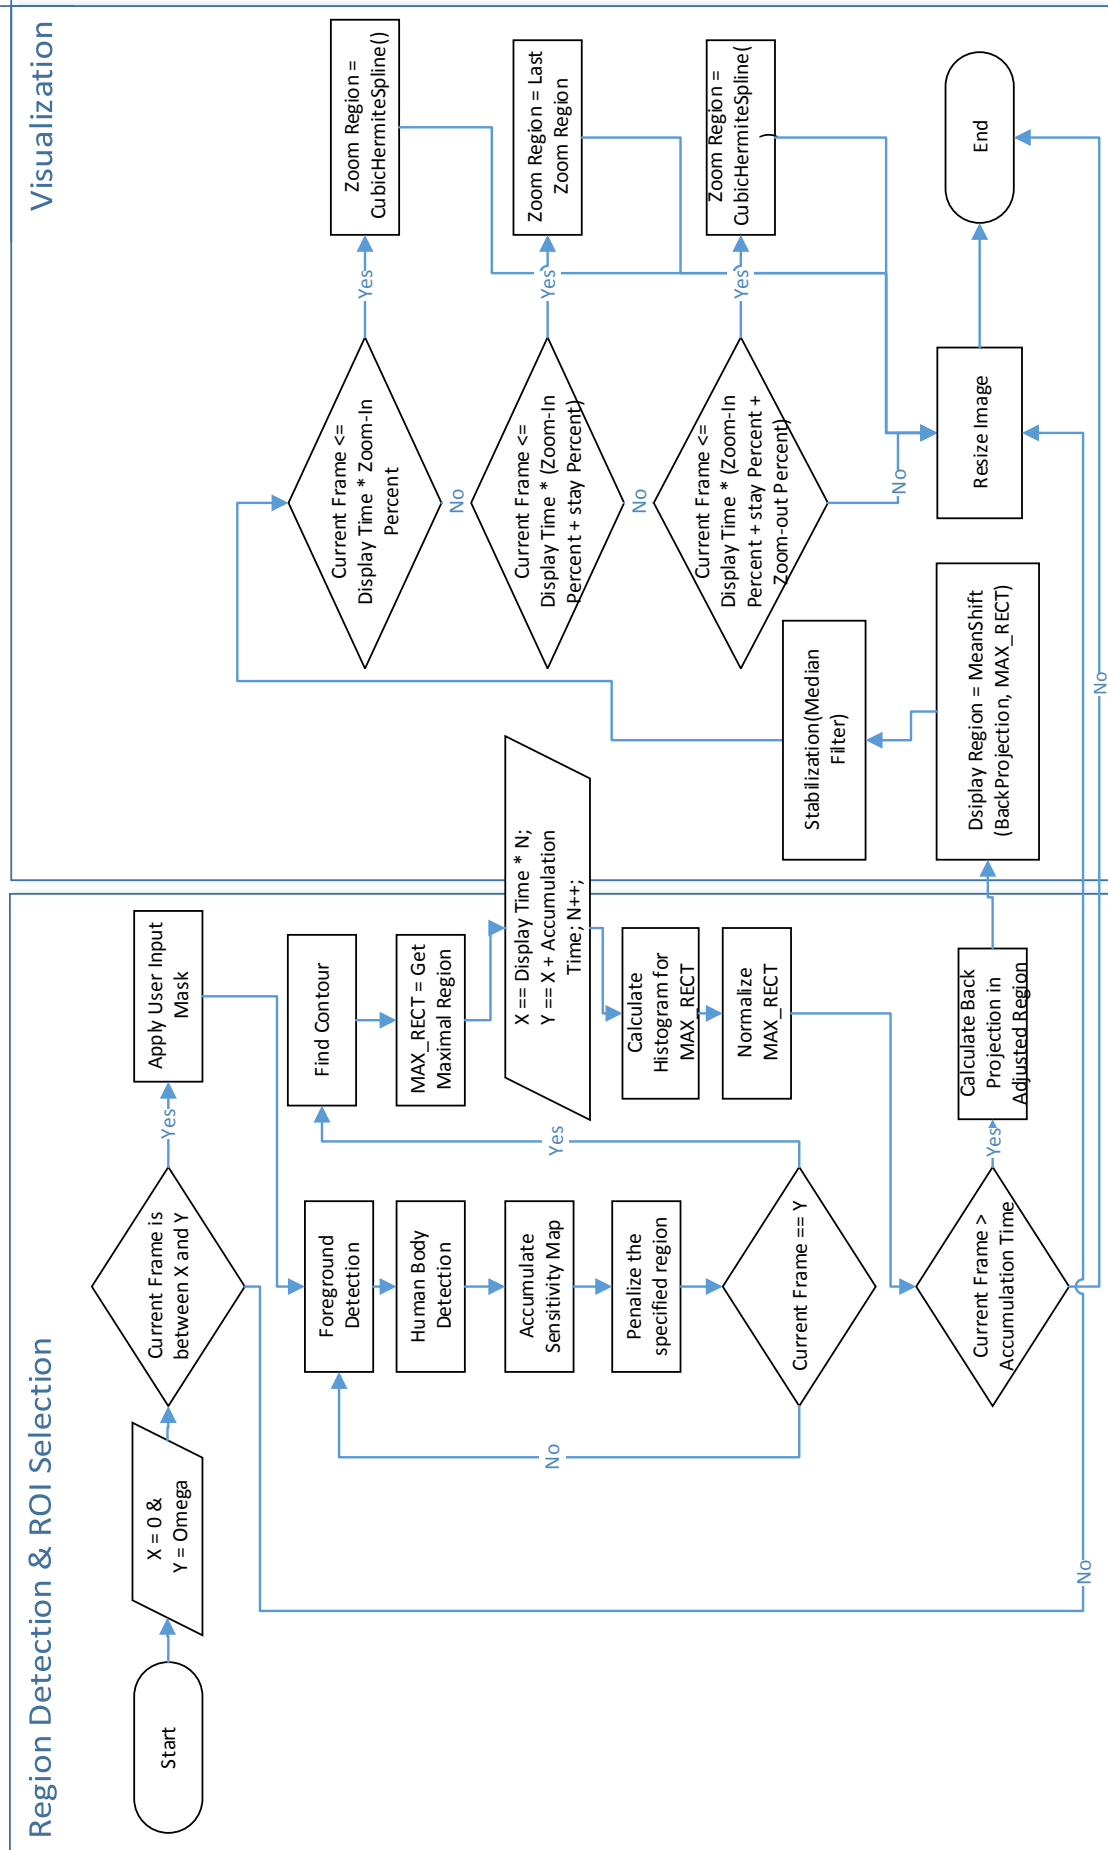 Region Detection & ROI Selection
Start
X = 0 &
Y = Omega
Current Frame is
between X and Y
Yes
No
Apply User Input
Mask
Foreground
Detection
Human Body
Detection
Accumulate
Sensitivity Map
Penalize the
specified region
Current Frame == Y
No
Yes
Find Contour
MAX_RECT = Get
Maximal Region
X == Display Time * N;
Y == X + Accumulation
Time; N++;
Calculate
Histogram for
MAX_RECT
Normalize
MAX_RECT
Current Frame >
Accumulation Time
Yes
No
Calculate Back
Projection in
Adjusted Region
Visualization
Dsiplay Region = MeanShift
(BackProjection, MAX_RECT)
Stabilization(Median
Filter)
Current Frame <=
Display Time * Zoom-In
Percent
Yes
No
Zoom Region =
CubicHermiteSpline()
Current Frame <=
Display Time * (Zoom-In
Percent + stay Percent)
Yes
No
Zoom Region = Last
Zoom Region
Current Frame <=
Display Time * (Zoom-In
Percent + stay Percent +
Zoom-out Percent)
Yes
No
Zoom Region =
CubicHermiteSpline(
)
Resize Image
End